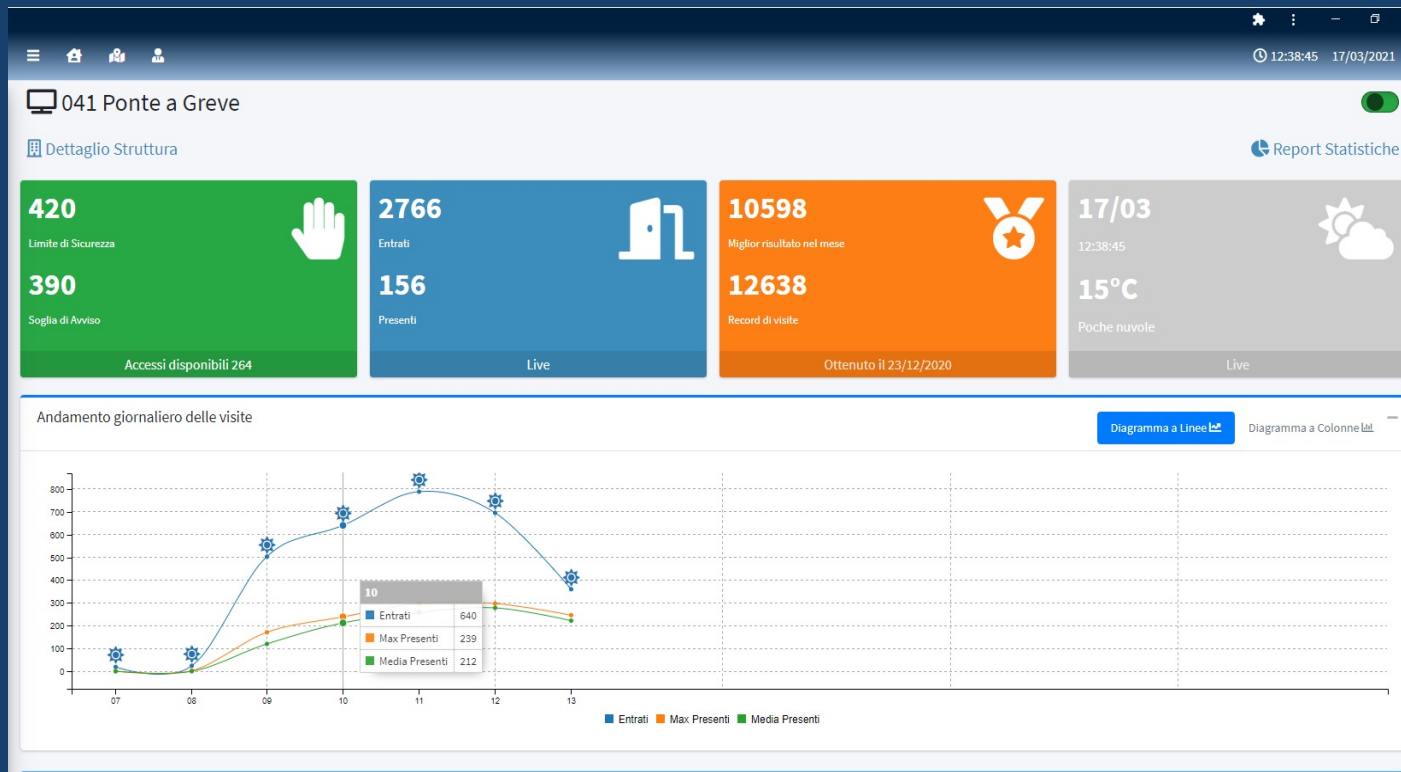 12:38:45 17/03/2021
041 Ponte a Greve
Dettaglio Struttura
Report Statistiche
420
Limite di Sicurezza
390
Soglia di Avviso
Accessi disponibili 264
2766
Entrati
156
Presenti
Live
10598
Miglior risultato nel mese
12638
Record di visite
Ottenuto il 23/12/2020
17/03
12:38:45
15°C
Poche nuvole
Live
Andamento giornaliero delle visite
Diagramma a Linee
Diagramma a Colonne
800
700
600
500
400
300
200
100
0
10
Entrati 640
Max Presenti 239
Media Presenti 212
07 08 09 10 11 12 13
Entrati Max Presenti Media Presenti